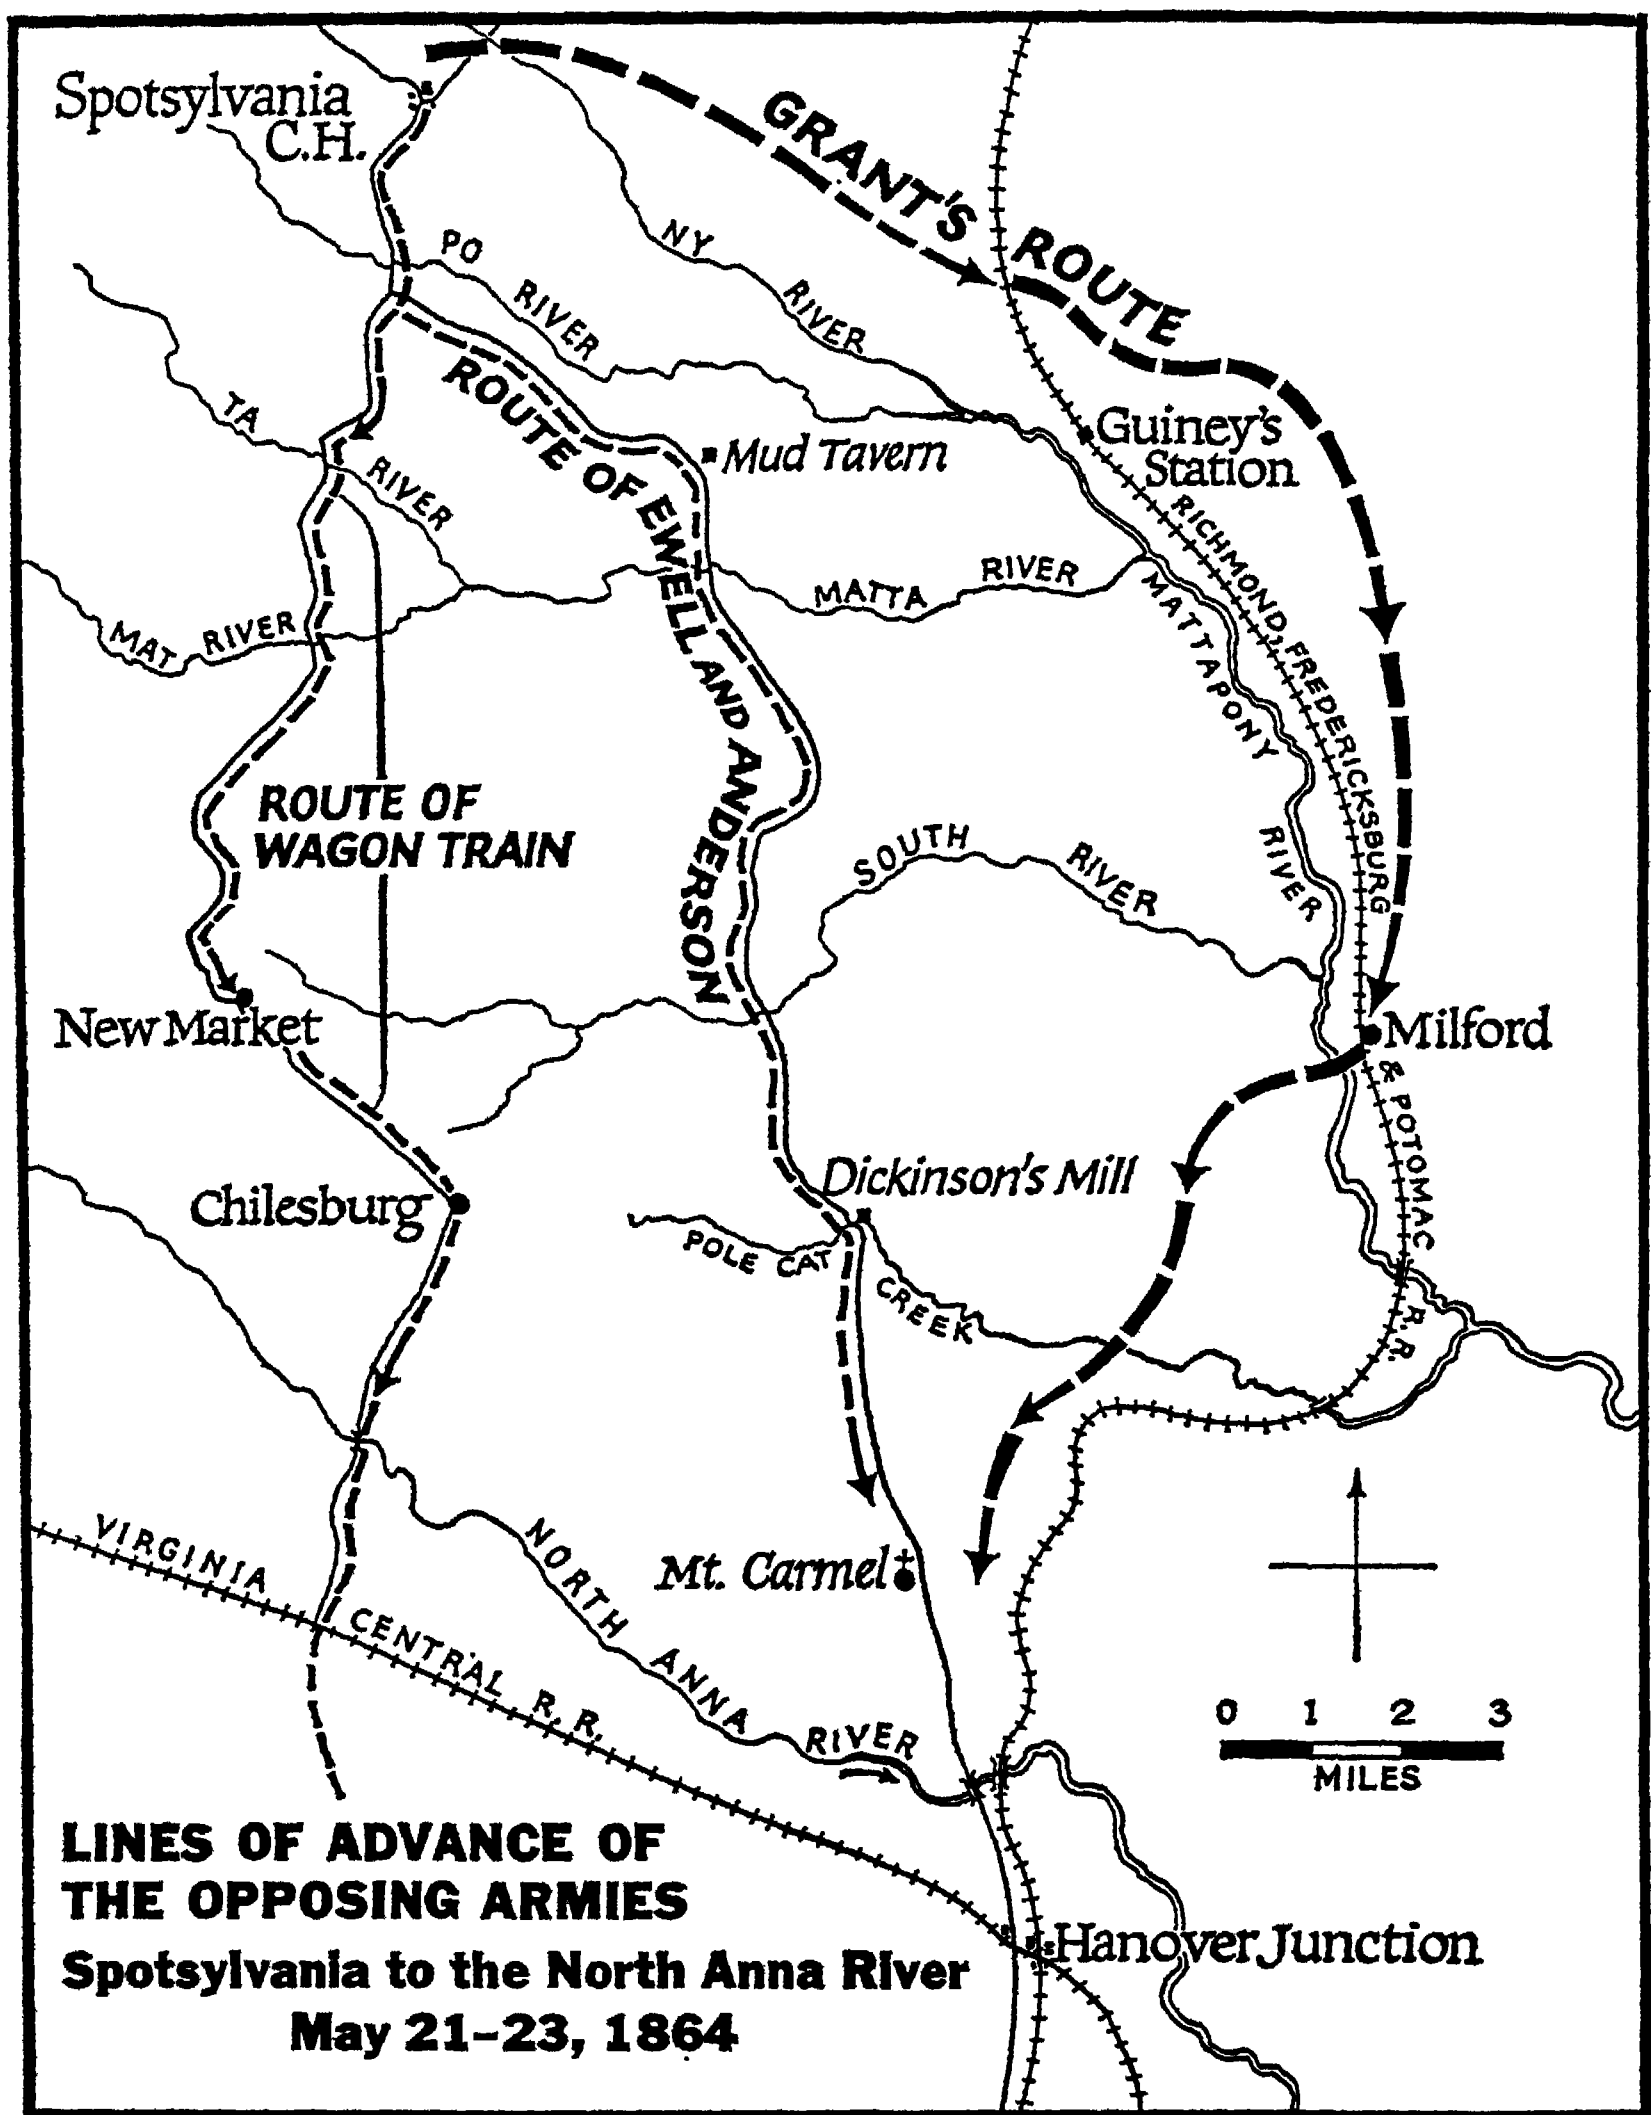 Spotsylvania
C.H.
GRANT'S ROUTE
PO RIVER
NY RIVER
TA RIVER
ROUTE OF EWELL AND ANDERSON
Mud Tavern
Guiney's
Station
RICHMOND, FREDERICKSBURG & POTOMAC R.R.
MAT RIVER
MATTA RIVER
MATTAPONY RIVER
ROUTE OF
WAGON TRAIN
SOUTH RIVER
New Market
Milford
Chilesburg
Dickinson's Mill
POLE CAT CREEK
VIRGINIA CENTRAL R.R.
NORTH ANNA RIVER
Mt. Carmel
0 1 2 3
MILES
Hanover Junction
LINES OF ADVANCE OF
THE OPPOSING ARMIES
Spotsylvania to the North Anna River
May 21–23, 1864